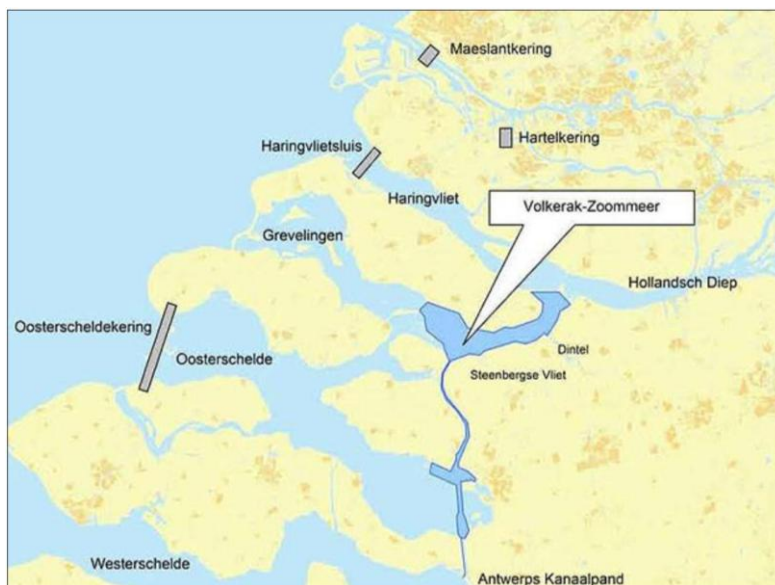 Maeslantkering
Hartelkering
Haringvlietsluis
Haringvliet
Volkerak-Zoommeer
Grevelingen
Hollandsch Diep
Oosterscheldekering
Oosterschelde
Dintel
Steenbergse Vliet
Westerschelde
Antwerps Kanaalpand